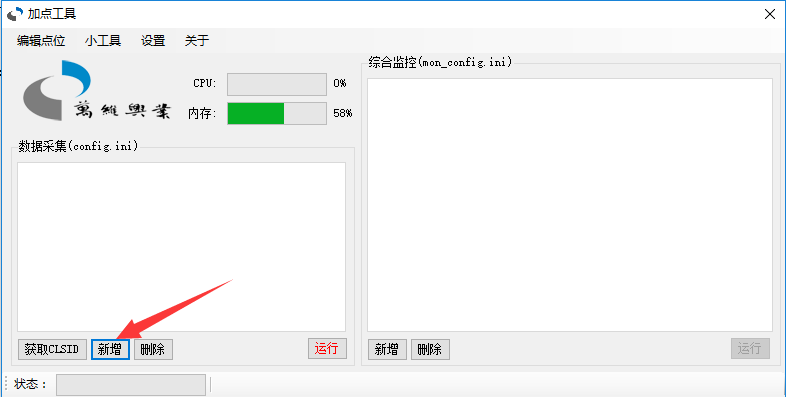 加点工具
编辑点位 小工具 设置 关于
萬維興業
CPU: 0%
内存: 58%
数据采集(config.ini)
获取CLSID 新增 删除 运行
综合监控(mon_config.ini)
新增 删除 运行
状态：